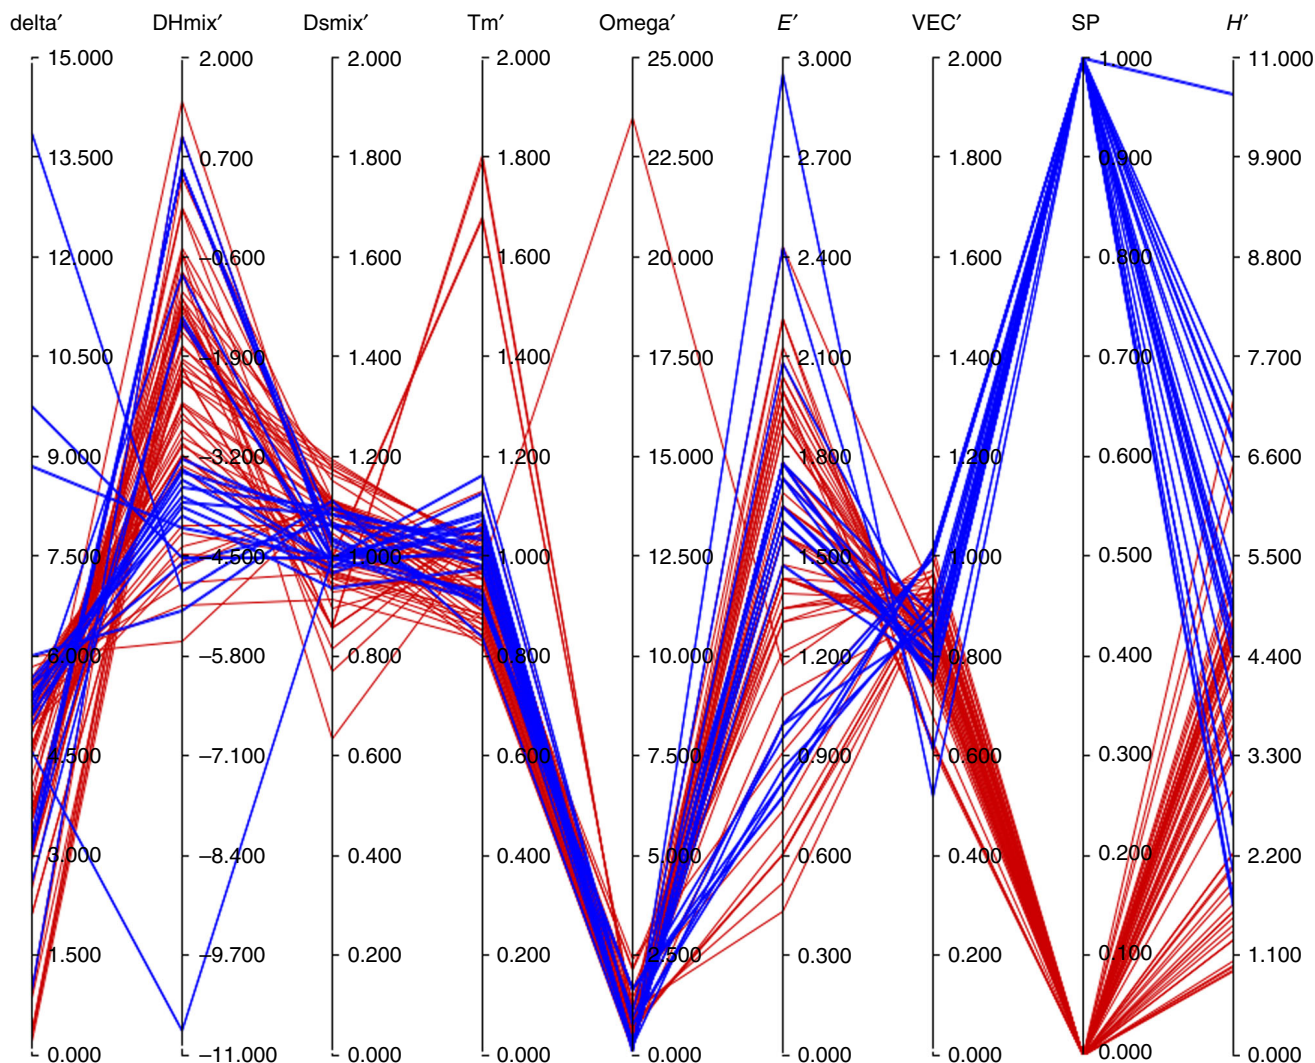 delta′ DHmix′ Dsmix′ Tm′ Omega′ E′ VEC′ SP H′
15.000 2.000 2.000 2.000 25.000 3.000 2.000 1.000 11.000
13.500 0.700 1.800 1.800 22.500 2.700 1.800 0.900 9.900
12.000 −0.600 1.600 1.600 20.000 2.400 1.600 0.800 8.800
10.500 −1.900 1.400 1.400 17.500 2.100 1.400 0.700 7.700
9.000 −3.200 1.200 1.200 15.000 1.800 1.200 0.600 6.600
7.500 −4.500 1.000 1.000 12.500 1.500 1.000 0.500 5.500
6.000 −5.800 0.800 0.800 10.000 1.200 0.800 0.400 4.400
4.500 −7.100 0.600 0.600 7.500 0.900 0.600 0.300 3.300
3.000 −8.400 0.400 0.400 5.000 0.600 0.400 0.200 2.200
1.500 −9.700 0.200 0.200 2.500 0.300 0.200 0.100 1.100
0.000 −11.000 0.000 0.000 0.000 0.000 0.000 0.000 0.000